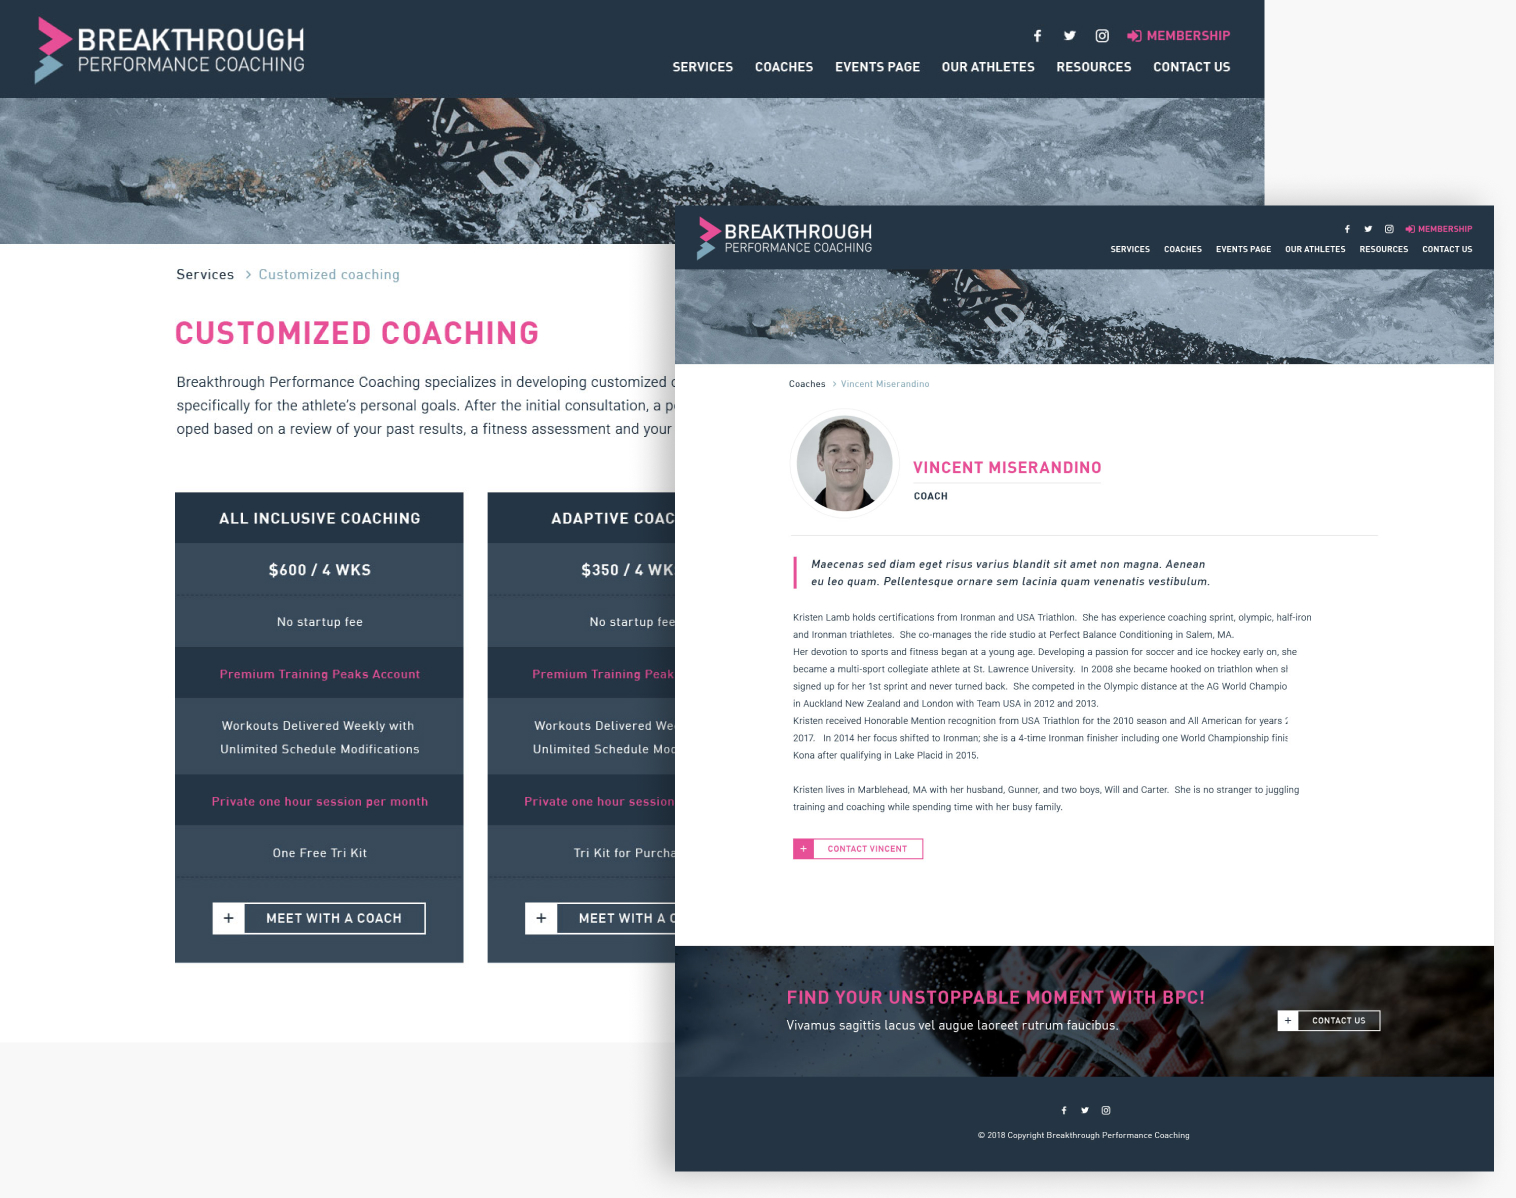 BREAKTHROUGH
PERFORMANCE COACHING
MEMBERSHIP
SERVICES COACHES EVENTS PAGE OUR ATHLETES RESOURCES CONTACT US
Services > Customized coaching
CUSTOMIZED COACHING
Breakthrough Performance Coaching specializes in developing customized
specifically for the athlete's personal goals. After the initial consultation, a
oped based on a review of your past results, a fitness assessment and your
ALL INCLUSIVE COACHING
$600 / 4 WKS
No startup fee
Premium Training Peaks Account
Workouts Delivered Weekly with
Unlimited Schedule Modifications
Private one hour session per month
One Free Tri Kit
+ MEET WITH A COACH
ADAPTIVE COAC
$350 / 4 WK
No startup fee
Premium Training Peak
Workouts Delivered We
Unlimited Schedule Mod
Private one hour session
Tri Kit for Purcha
+ MEET WITH A
BREAKTHROUGH
PERFORMANCE COACHING
MEMBERSHIP
SERVICES COACHES EVENTS PAGE OUR ATHLETES RESOURCES CONTACT US
Coaches > Vincent Miserandino
VINCENT MISERANDINO
COACH
Maecenas sed diam eget risus varius blandit sit amet non magna. Aenean
eu leo quam. Pellentesque ornare sem lacinia quam venenatis vestibulum.
Kristen Lamb holds certifications from Ironman and USA Triathlon. She has experience coaching sprint, olympic, half-iron
and Ironman triathletes. She co-manages the ride studio at Perfect Balance Conditioning in Salem, MA.
Her devotion to sports and fitness began at a young age. Developing a passion for soccer and ice hockey early on, she
became a multi-sport collegiate athlete at St. Lawrence University. In 2008 she became hooked on triathlon when
signed up for her 1st sprint and never turned back. She competed in the Olympic distance at the AG World Champio
in Auckland New Zealand and London with Team USA in 2012 and 2013.
Kristen received Honorable Mention recognition from USA Triathlon for the 2010 season and All American for years
2017. In 2014 her focus shifted to Ironman; she is a 4-time Ironman finisher including one World Championship finis
Kona after qualifying in Lake Placid in 2015.
Kristen lives in Marblehead, MA with her husband, Gunner, and two boys, Will and Carter. She is no stranger to juggling
training and coaching while spending time with her busy family.
+ CONTACT VINCENT
FIND YOUR UNSTOPPABLE MOMENT WITH BPC!
Vivamus sagittis lacus vel augue laoreet rutrum faucibus.
+ CONTACT US
© 2018 Copyright Breakthrough Performance Coaching